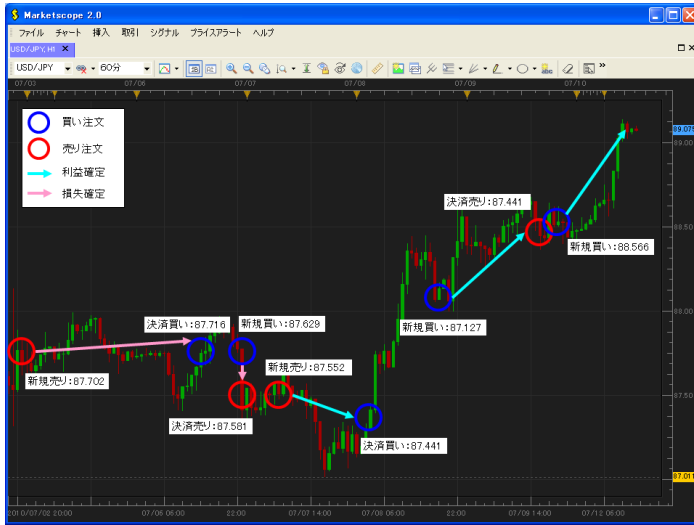 Marketscope 2.0
ファイル チャート 挿入 取引 シグナル プライスアラート ヘルプ
USD/JPY, H1
USD/JPY 60分
07/03 07/06 07/07 07/08 07/09 07/10
買い注文
売り注文
利益確定
損失確定
89.00
88.50
88.00
87.50
決済売り:87.441
新規買い:88.566
新規買い:87.127
決済買い:87.716
新規買い:87.629
新規売り:87.702
新規売り:87.552
決済売り:87.581
決済買い:87.441
87.011
2010/07/02 20:00 07/06 06:00 22:00 07/07 14:00 07/08 06:00 22:00 07/09 14:00 07/12 06:00